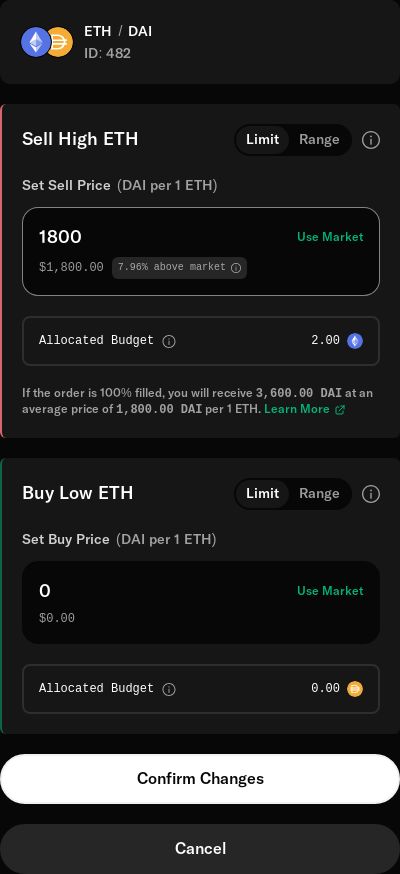 ETH / DAI
ID: 482
Sell High ETH
Limit Range
Set Sell Price (DAI per 1 ETH)
1800 Use Market
$1,800.00 7.96% above market
Allocated Budget 2.00
If the order is 100% filled, you will receive 3,600.00 DAI at an
average price of 1,800.00 DAI per 1 ETH. Learn More
Buy Low ETH
Limit Range
Set Buy Price (DAI per 1 ETH)
0 Use Market
$0.00
Allocated Budget 0.00
Confirm Changes
Cancel